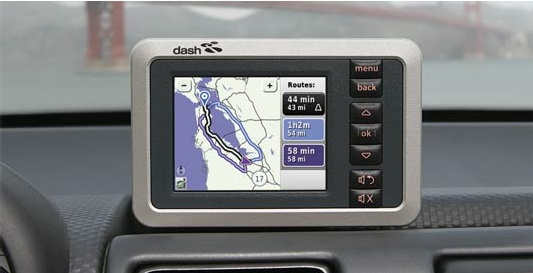 dash
menu
back
ok
X
-
+
Routes:
44 min
43 mi
1h2m
54 mi
58 min
58 mi
17